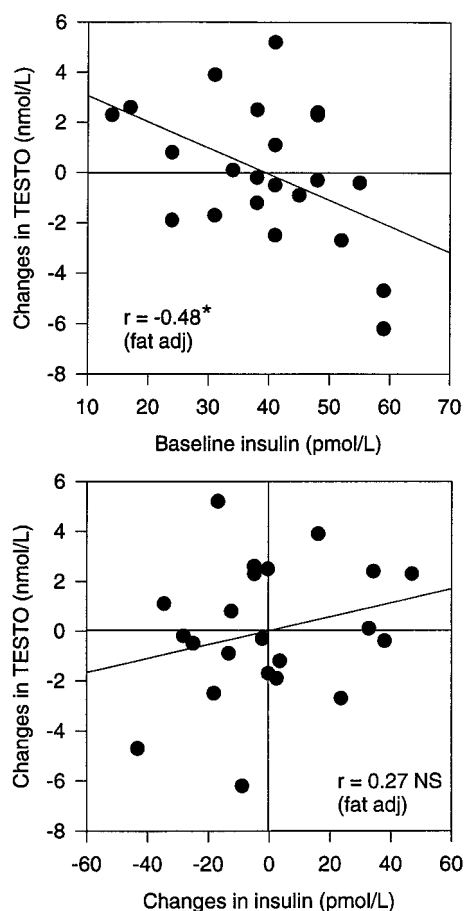 6
4
2
0
-2
-4
-6
-8
Changes in TESTO (nmol/L)
r = -0.48*
(fat adj)
10 20 30 40 50 60 70
Baseline insulin (pmol/L)
6
4
2
0
-2
-4
-6
-8
Changes in TESTO (nmol/L)
r = 0.27 NS
(fat adj)
-60 -40 -20 0 20 40 60
Changes in insulin (pmol/L)